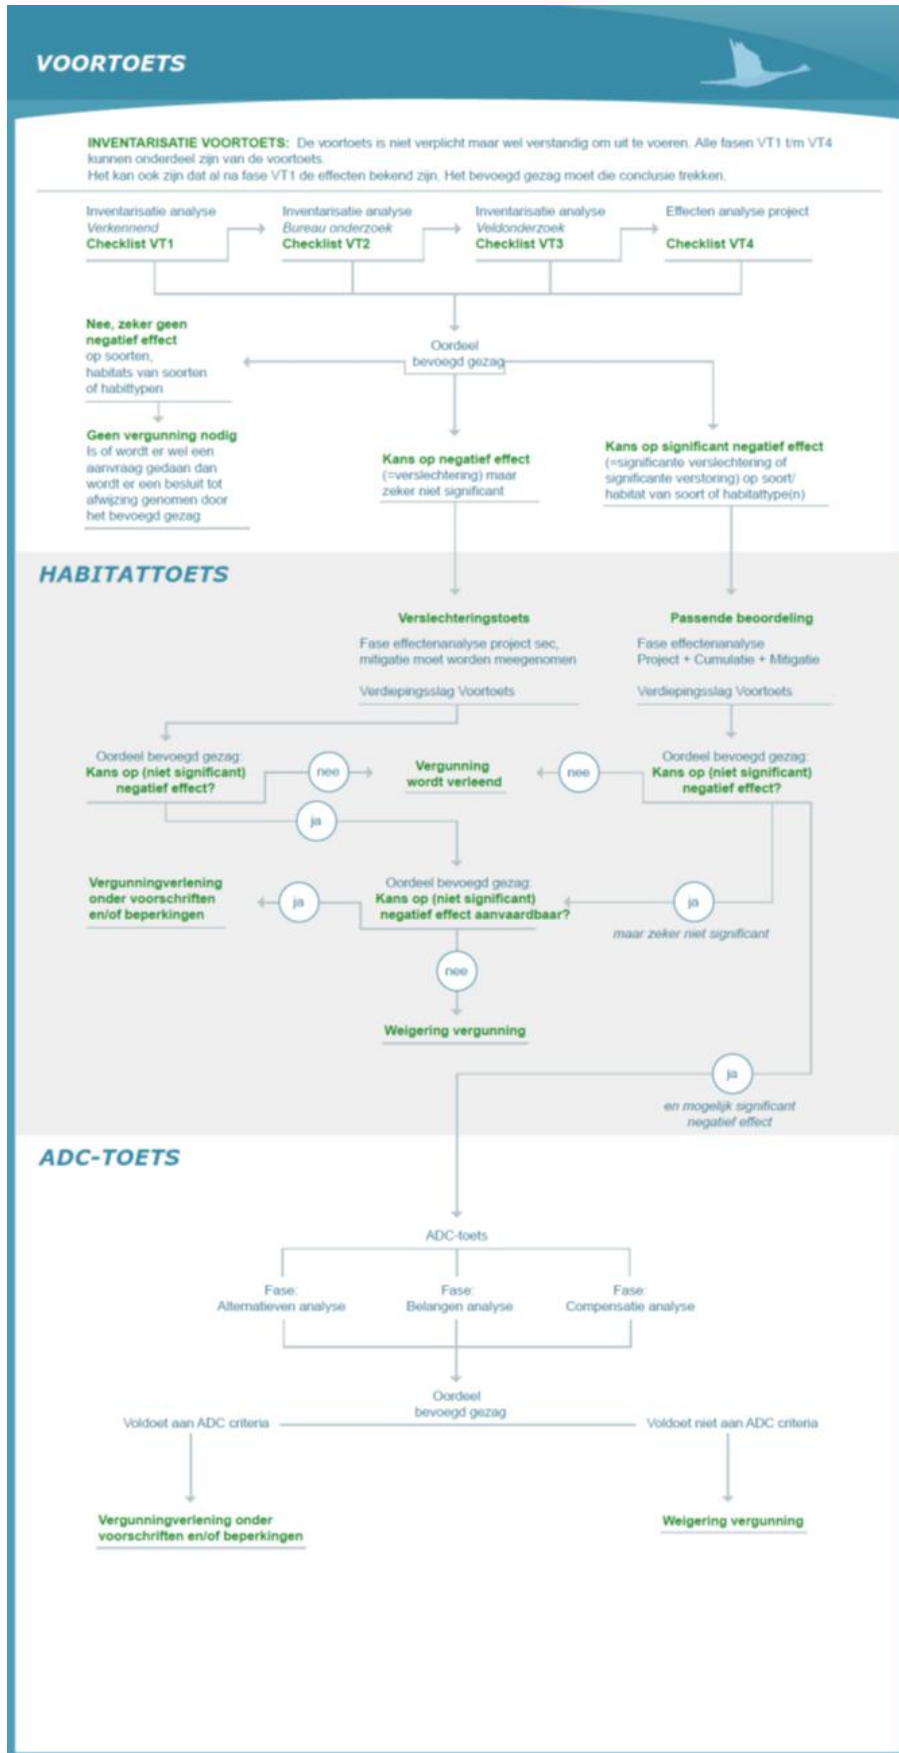 VOORTOETS
INVENTARISATIE VOORTOETS: De voortoets is niet verplicht maar wel verstandig om uit te voeren. Alle fasen VT1 t/m VT4
kunnen onderdeel zijn van de voortoets.
Het kan ook zijn dat al na fase VT1 de effecten bekend zijn. Het bevoegd gezag moet die conclusie trekken.
Inventarisatie analyse
Verkennend
Checklist VT1
Inventarisatie analyse
Bureau onderzoek
Checklist VT2
Inventarisatie analyse
Veldonderzoek
Checklist VT3
Effecten analyse project
Checklist VT4
Oordeel
bevoegd gezag
Nee, zeker geen
negatief effect
op soorten,
habitats van soorten
of habittypen
Geen vergunning nodig
Is of wordt er wel een
aanvraag gedaan dan
wordt er een besluit tot
afwijzing genomen door
het bevoegd gezag
Kans op negatief effect
(=verslechtering) maar
zeker niet significant
Kans op significant negatief effect
(=significante verslechtering of
significante verstoring) op soort/
habitat van soort of habitattype(n)
HABITATTOETS
Verslechteringstoets
Fase effectenanalyse project sec,
mitigatie moet worden meegenomen
Verdiepingsslag Voortoets
Passende beoordeling
Fase effectenanalyse
Project + Cumulatie + Mitigatie
Verdiepingsslag Voortoets
Oordeel bevoegd gezag:
Kans op (niet significant)
negatief effect?
nee
Vergunning
wordt verleend
nee
Oordeel bevoegd gezag:
Kans op (niet significant)
negatief effect?
ja
Vergunningverlening
onder voorschriften
en/of beperkingen
ja
Oordeel bevoegd gezag:
Kans op (niet significant)
negatief effect aanvaardbaar?
ja
maar zeker niet significant
nee
Weigering vergunning
ja
en mogelijk significant
negatief effect
ADC-TOETS
ADC-toets
Fase:
Alternatieven analyse
Fase:
Belangen analyse
Fase:
Compensatie analyse
Oordeel
bevoegd gezag
Voldoet aan ADC criteria
Voldoet niet aan ADC criteria
Vergunningverlening onder
voorschriften en/of beperkingen
Weigering vergunning